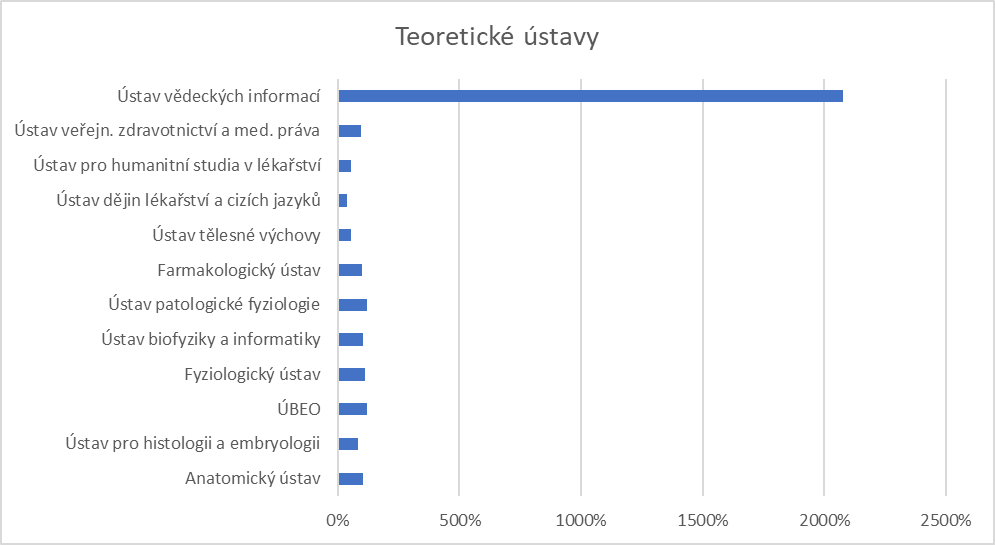 Teoretické ústavy
Ústav vědeckých informací
Ústav veřejn. zdravotnictví a med. práva
Ústav pro humanitní studia v lékařství
Ústav dějin lékařství a cizích jazyků
Ústav tělesné výchovy
Farmakologický ústav
Ústav patologické fyziologie
Ústav biofyziky a informatiky
Fyziologický ústav
ÚBEO
Ústav pro histologii a embryologii
Anatomický ústav
0% 500% 1000% 1500% 2000% 2500%